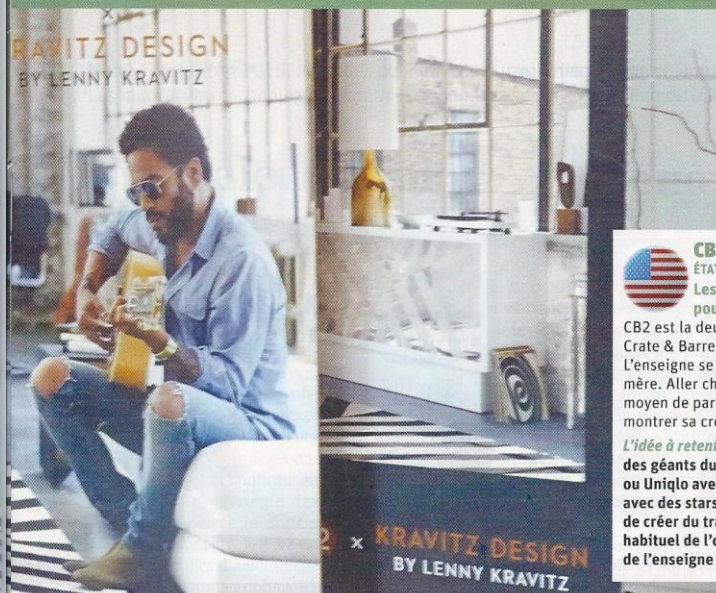 ×
RAVITZ DESIGN
BY LENNY KRAVITZ
2 × KRAVITZ DESIGN
BY LENNY KRAVITZ
CB
ÉTAT
Les
pou
CB2 est la deu
Crate & Barre
L'enseigne se
mère. Aller ch
moyen de par
montrer sa cré
L'idée à reteni
des géants du
ou Uniqlo ave
avec des stars
de créer du tra
habituel de l'o
de l'enseigne